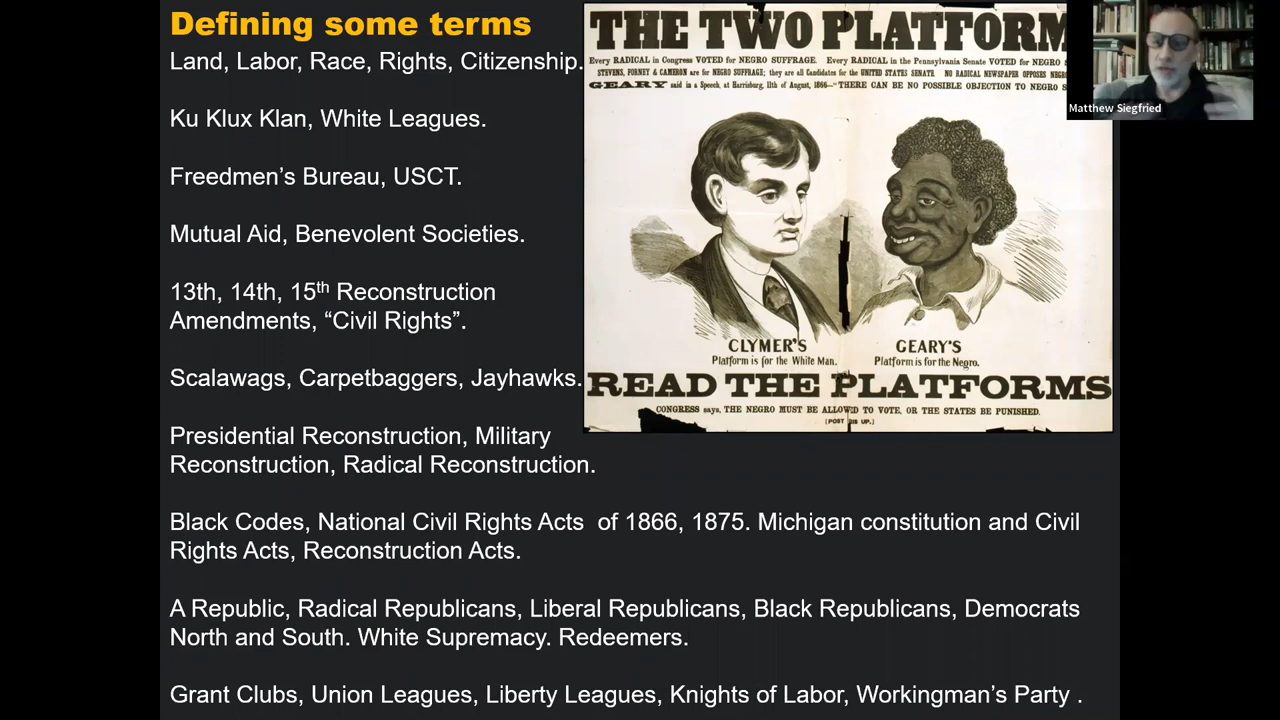 Defining some terms
Land, Labor, Race, Rights, Citizenship.
Ku Klux Klan, White Leagues.
Freedmen’s Bureau, USCT.
Mutual Aid, Benevolent Societies.
13th, 14th, 15th Reconstruction
Amendments, “Civil Rights”.
Scalawags, Carpetbaggers, Jayhawks.
Presidential Reconstruction, Military
Reconstruction, Radical Reconstruction.
Black Codes, National Civil Rights Acts  of 1866, 1875. Michigan constitution and Civil
Rights Acts, Reconstruction Acts.
A Republic, Radical Republicans, Liberal Republicans, Black Republicans, Democrats
North and South. White Supremacy. Redeemers.
Grant Clubs, Union Leagues, Liberty Leagues, Knights of Labor, Workingman’s Party .
THE TWO PLATFORM
Every RADICAL in Congress VOTED for NEGRO SUFFRAGE. Every RADICAL in the Pennsylvania Senate VOTED for NEGRO
STEVENS, FORNEY & CAMERON are for NEGRO SUFFRAGE; they are all Candidates for the UNITED STATES SENATE. NO RADICAL NEWSPAPER OPPOSES
GEARY said in a Speech, at Harrisburg, 11th of August, 1866—"THERE CAN BE NO POSSIBLE OBJECTION TO NEGRO
CLYMER'S
Platform is for the White Man.
GEARY'S
Platform is for the Negro.
READ THE PLATFORMS
CONGRESS says, THE NEGRO MUST BE ALLOWED TO VOTE, OR THE STATES BE PUNISHED.
[POST THIS UP.]
Matthew Siegfried